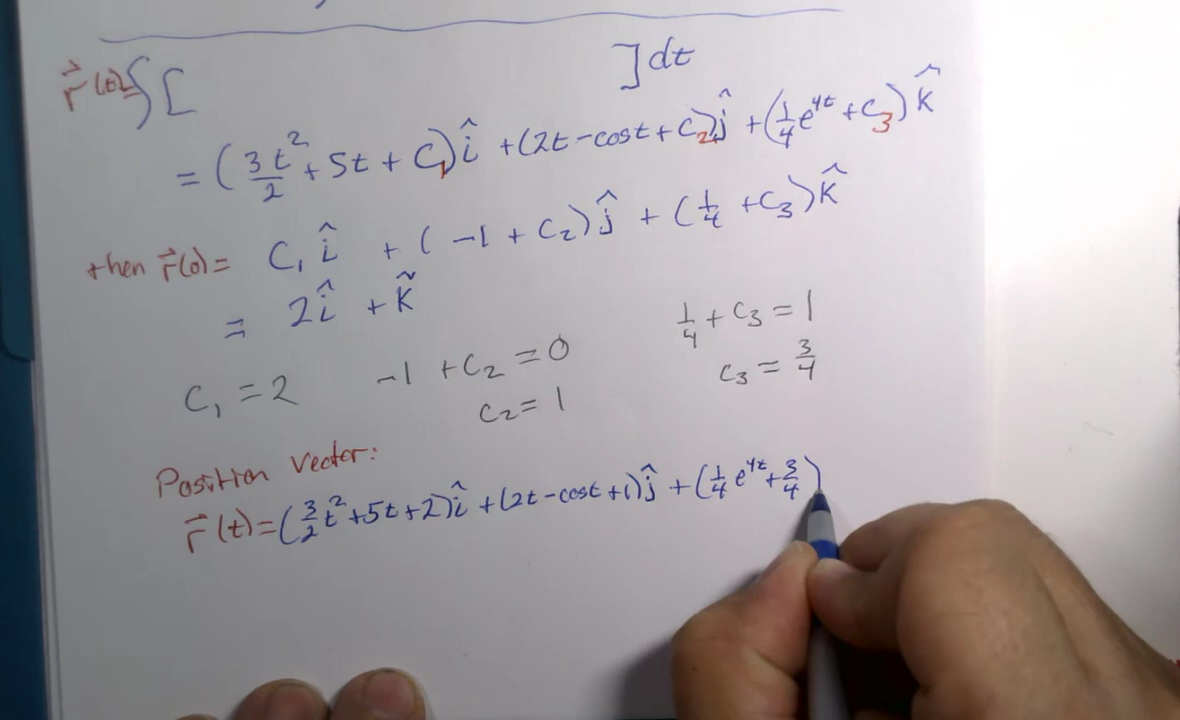 r⃗(t)=∫[ ]dt
= (3t²/2 + 5t + C₁)î + (2t - cost + C₂)ĵ + (1/4 e^4t + C₃)k̂
then r⃗(0)= C₁î + (-1 + C₂)ĵ + (1/4 + C₃)k̂
= 2î + k̃
C₁ = 2 -1 + C₂ = 0 1/4 + C₃ = 1
C₂ = 1 C₃ = 3/4
Position vector:
r⃗(t)=(3/2 t² + 5t + 2)î + (2t - cost + 1)ĵ + (1/4 e^4t + 3/4)